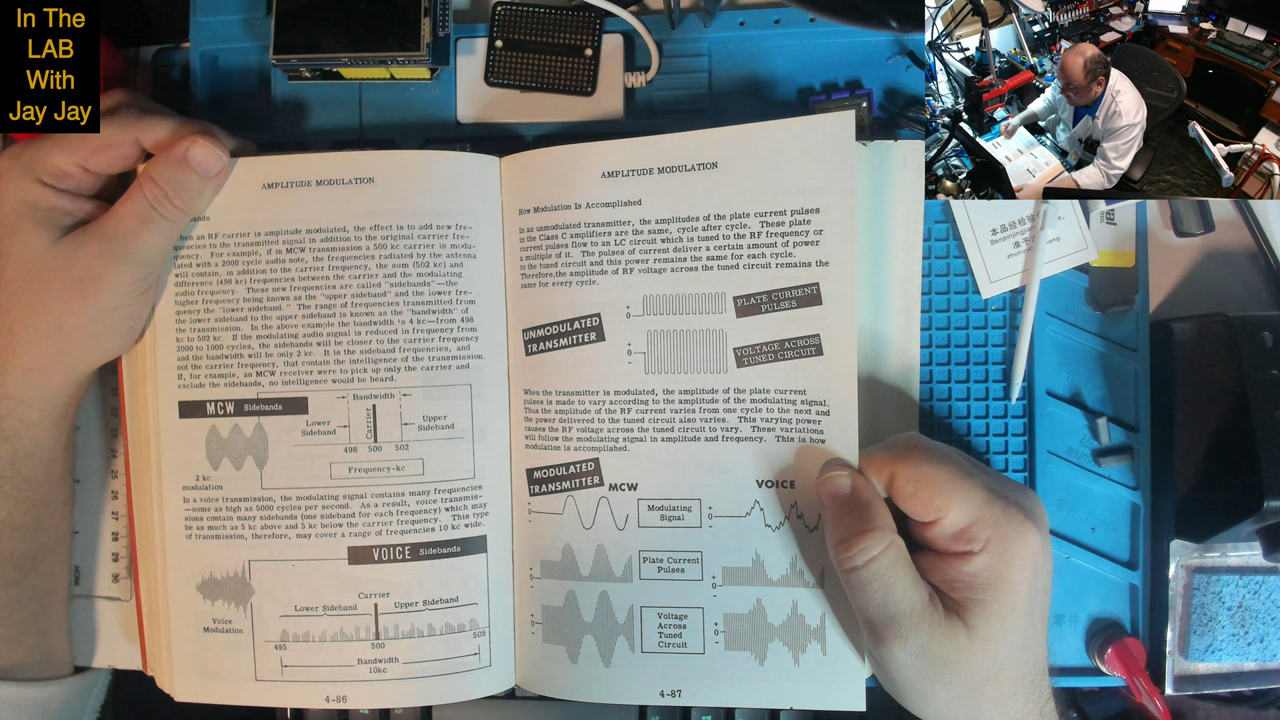 In The
LAB
With
Jay Jay
AMPLITUDE MODULATION
ands
en an RF carrier is amplitude modulated, the effect is to add new fre-
quencies to the transmitted signal in addition to the original carrier fre-
quency. For example, if in MCW transmission a 500 kc carrier is modu-
lated with a 2000 cycle audio note, the frequencies radiated by the antenna
will contain, in addition to the carrier frequency, the sum (502 kc) and
difference (498 kc) frequencies between the carrier and the modulating
audio frequency. These new frequencies are called "sidebands"—the
higher frequency being known as the "upper sideband" and the lower fre-
quency the "lower sideband." The range of frequencies transmitted from
the lower sideband to the upper sideband is known as the "bandwidth" of
the transmission. In the above example the bandwidth is 4 kc—from 498
kc to 502 kc. If the modulating audio signal is reduced in frequency from
2000 to 1000 cycles, the sidebands will be closer to the carrier frequency
and the bandwidth will be only 2 kc. It is the sideband frequencies, and
not the carrier frequency, that contain the intelligence of the transmission.
If, for example, an MCW receiver were to pick up only the carrier and
exclude the sidebands, no intelligence would be heard.
MCW Sidebands
Bandwidth
Lower
Sideband
Carrier
Upper
Sideband
498 500 502
Frequency-kc
2 kc
modulation
In a voice transmission, the modulating signal contains many frequencies
—some as high as 5000 cycles per second. As a result, voice transmis-
sions contain many sidebands (one sideband for each frequency) which may
be as much as 5 kc above and 5 kc below the carrier frequency. This type
of transmission, therefore, may cover a range of frequencies 10 kc wide.
VOICE Sidebands
Carrier
Lower Sideband Upper Sideband
Voice
Modulation
495 500 505
Bandwidth
10kc
4-86
AMPLITUDE MODULATION
How Modulation Is Accomplished
In an unmodulated transmitter, the amplitudes of the plate current pulses
in the Class C amplifiers are the same, cycle after cycle. These plate
current pulses flow to an LC circuit which is tuned to the RF frequency or
a multiple of it. The pulses of current deliver a certain amount of power
to the tuned circuit and this power remains the same for each cycle.
Therefore, the amplitude of RF voltage across the tuned circuit remains the
same for every cycle.
UNMODULATED
TRANSMITTER
PLATE CURRENT
PULSES
VOLTAGE ACROSS
TUNED CIRCUIT
When the transmitter is modulated, the amplitude of the plate current
pulses is made to vary according to the amplitude of the modulating signal.
Thus the amplitude of the RF current varies from one cycle to the next and
the power delivered to the tuned circuit also varies. This varying power
causes the RF voltage across the tuned circuit to vary. These variations
will follow the modulating signal in amplitude and frequency. This is how
modulation is accomplished.
MODULATED
TRANSMITTER
MCW
VOICE
Modulating
Signal
Plate Current
Pulses
Voltage
Across
Tuned
Circuit
4-87
本品经检验
准予